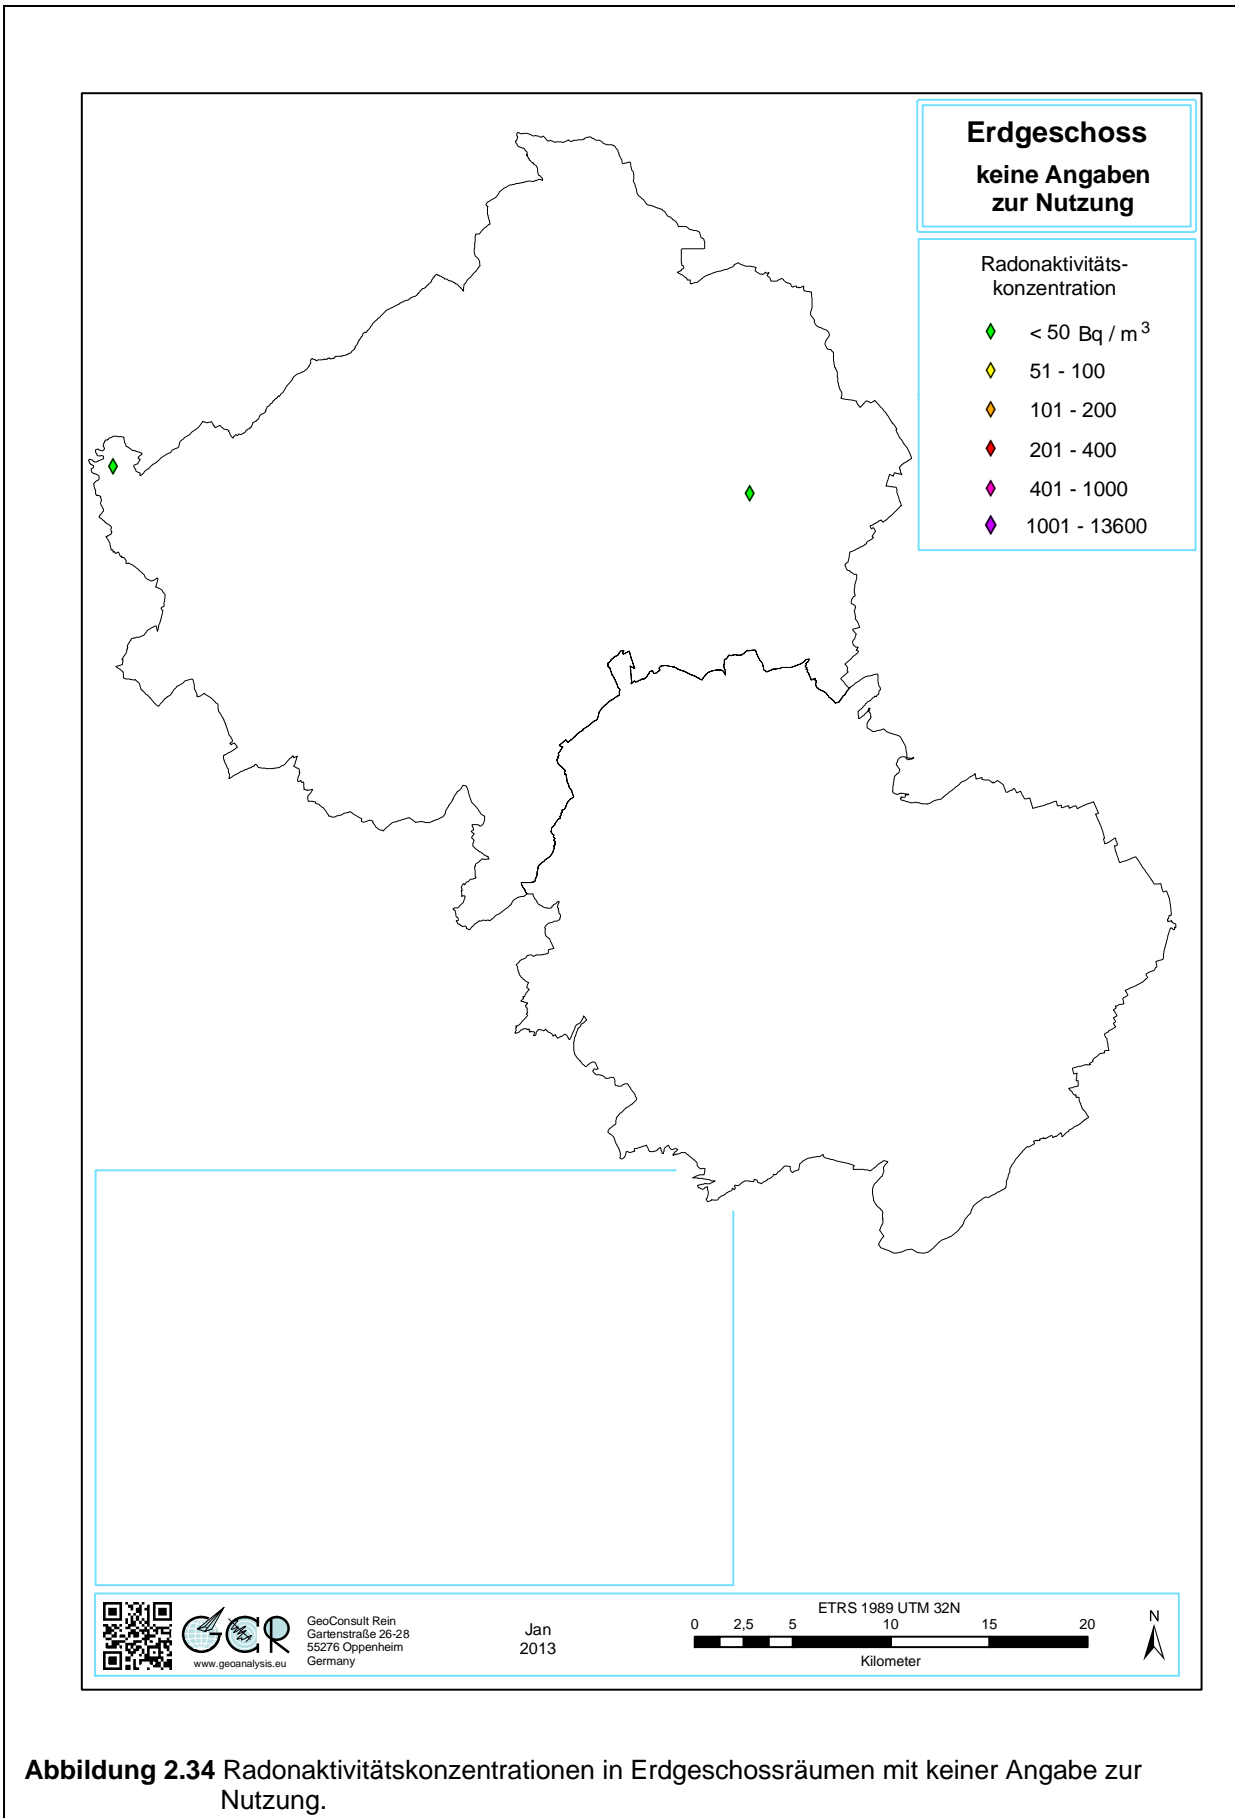 Erdgeschoss
keine Angaben
zur Nutzung
Radonaktivitäts-
konzentration
< 50 Bq / m³
51 - 100
101 - 200
201 - 400
401 - 1000
1001 - 13600
GCR
www.geoanalysis.eu
GeoConsult Rein
Gartenstraße 26-28
55276 Oppenheim
Germany
Jan
2013
ETRS 1989 UTM 32N
0 2,5 5 10 15 20
Kilometer
N
Abbildung 2.34 Radonaktivitätskonzentrationen in Erdgeschossräumen mit keiner Angabe zur
Nutzung.